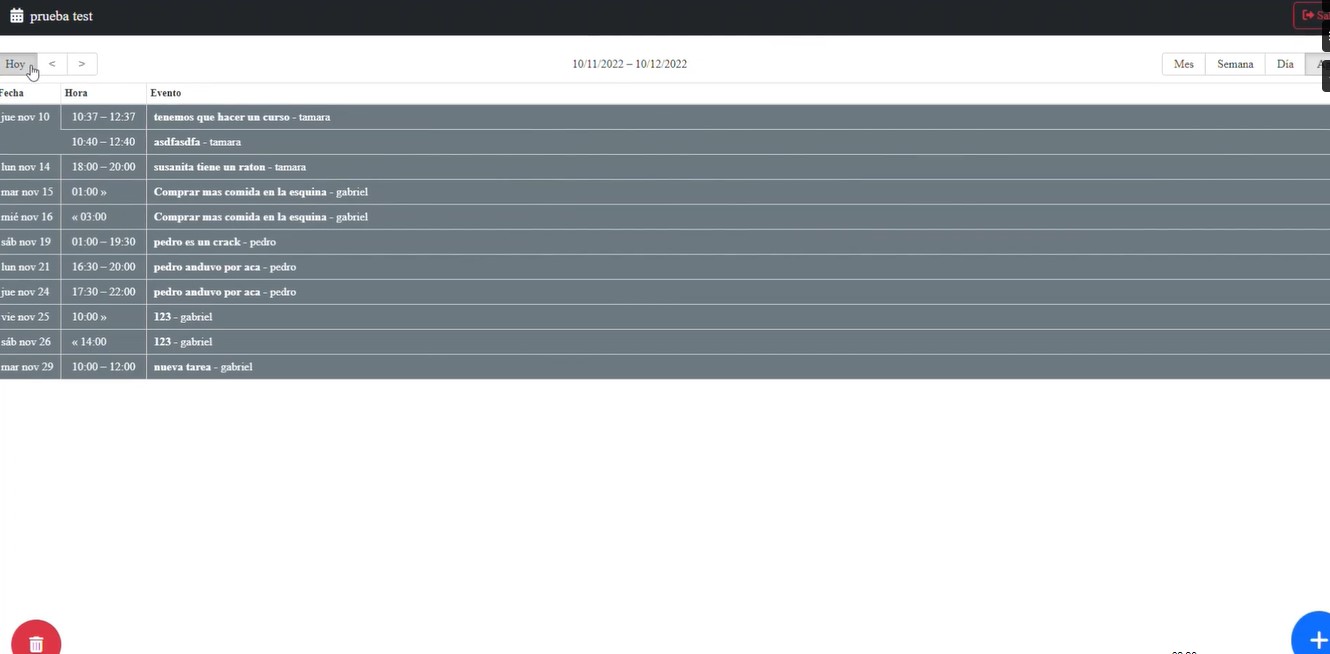 prueba test
Hoy < > 10/11/2022 – 10/12/2022 Mes Semana Día
Fecha Hora Evento
jue nov 10 10:37 – 12:37 tenemos que hacer un curso - tamara
10:40 – 12:40 asdfasdfa - tamara
lun nov 14 18:00 – 20:00 susanita tiene un raton - tamara
mar nov 15 01:00 » Comprar mas comida en la esquina - gabriel
mié nov 16 « 03:00 Comprar mas comida en la esquina - gabriel
sáb nov 19 01:00 – 19:30 pedro es un crack - pedro
lun nov 21 16:30 – 20:00 pedro anduvo por aca - pedro
jue nov 24 17:30 – 22:00 pedro anduvo por aca - pedro
vie nov 25 10:00 » 123 - gabriel
sáb nov 26 « 14:00 123 - gabriel
mar nov 29 10:00 – 12:00 nueva tarea - gabriel